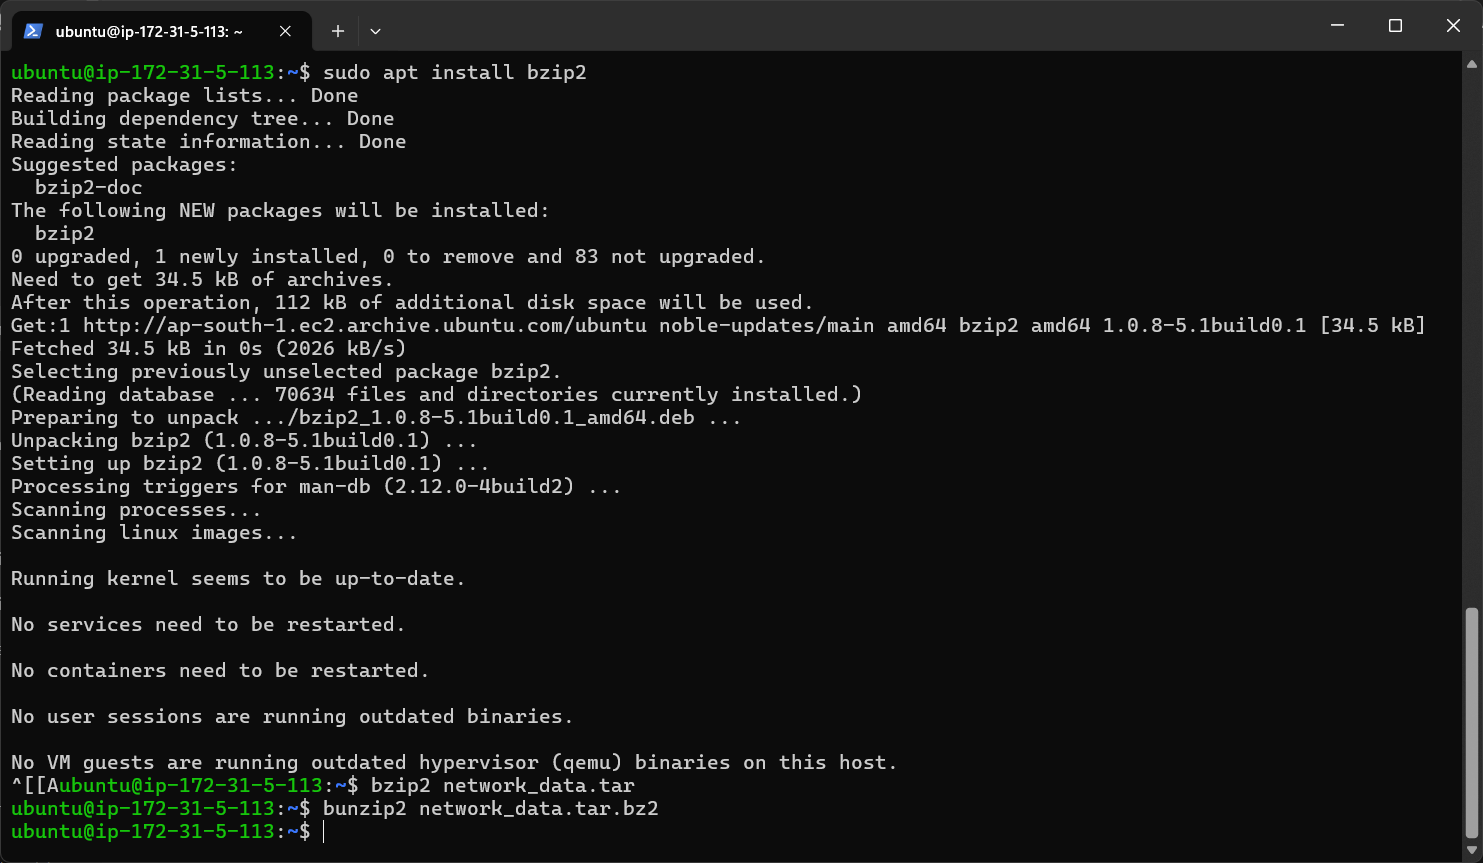 ubuntu@ip-172-31-5-113: ~
ubuntu@ip-172-31-5-113:~$ sudo apt install bzip2
Reading package lists... Done
Building dependency tree... Done
Reading state information... Done
Suggested packages:
  bzip2-doc
The following NEW packages will be installed:
  bzip2
0 upgraded, 1 newly installed, 0 to remove and 83 not upgraded.
Need to get 34.5 kB of archives.
After this operation, 112 kB of additional disk space will be used.
Get:1 http://ap-south-1.ec2.archive.ubuntu.com/ubuntu noble-updates/main amd64 bzip2 amd64 1.0.8-5.1build0.1 [34.5 kB]
Fetched 34.5 kB in 0s (2026 kB/s)
Selecting previously unselected package bzip2.
(Reading database ... 70634 files and directories currently installed.)
Preparing to unpack .../bzip2_1.0.8-5.1build0.1_amd64.deb ...
Unpacking bzip2 (1.0.8-5.1build0.1) ...
Setting up bzip2 (1.0.8-5.1build0.1) ...
Processing triggers for man-db (2.12.0-4build2) ...
Scanning processes...
Scanning linux images...
Running kernel seems to be up-to-date.
No services need to be restarted.
No containers need to be restarted.
No user sessions are running outdated binaries.
No VM guests are running outdated hypervisor (qemu) binaries on this host.
^[[Aubuntu@ip-172-31-5-113:~$ bzip2 network_data.tar
ubuntu@ip-172-31-5-113:~$ bunzip2 network_data.tar.bz2
ubuntu@ip-172-31-5-113:~$